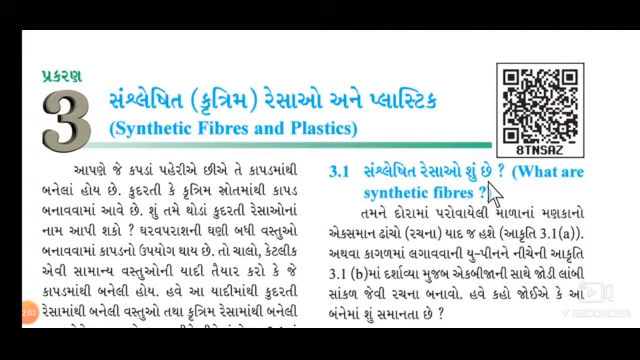 પ્રકરણ
3
સંશ્લેષિત (કૃત્રિમ) રેસાઓ અને પ્લાસ્ટિક
(Synthetic Fibres and Plastics)
8TNSAZ
આપણે જે કપડાં પહેરીએ છીએ તે કાપડમાંથી
બનેલાં હોય છે. કુદરતી કે કૃત્રિમ સ્રોતમાંથી કાપડ
બનાવવામાં આવે છે. શું તમે થોડાં કુદરતી રેસાઓનાં
નામ આપી શકો ? ઘરવપરાશની ઘણી બધી વસ્તુઓ
બનાવવામાં કાપડનો ઉપયોગ થાય છે. તો ચાલો, કેટલીક
એવી સામાન્ય વસ્તુઓની યાદી તૈયાર કરો કે જે
કાપડમાંથી બનેલી હોય. હવે આ યાદીમાં કુદરતી
રેસામાંથી બનેલી વસ્તુઓ તથા કૃત્રિમ રેસામાંથી બનેલી
3.1 સંશ્લેષિત રેસાઓ શું છે ? (What are
synthetic fibres ?)
તમને દોરામાં પરોવાયેલી માળાનાં મણકાનો
એકસમાન ઢાંચો (રચના) યાદ જ હશે (આકૃતિ 3.1(a)).
અથવા કાગળમાં લગાવવાની યુ-પીનને નીચેની આકૃતિ
3.1 (b)માં દર્શાવ્યા મુજબ એકબીજાની સાથે જોડી લાંબી
સાંકળ જેવી રચના બનાવો. હવે કહો જોઈએ કે આ
બંનેમાં શું સમાનતા છે ?
2:02
V RECORDER